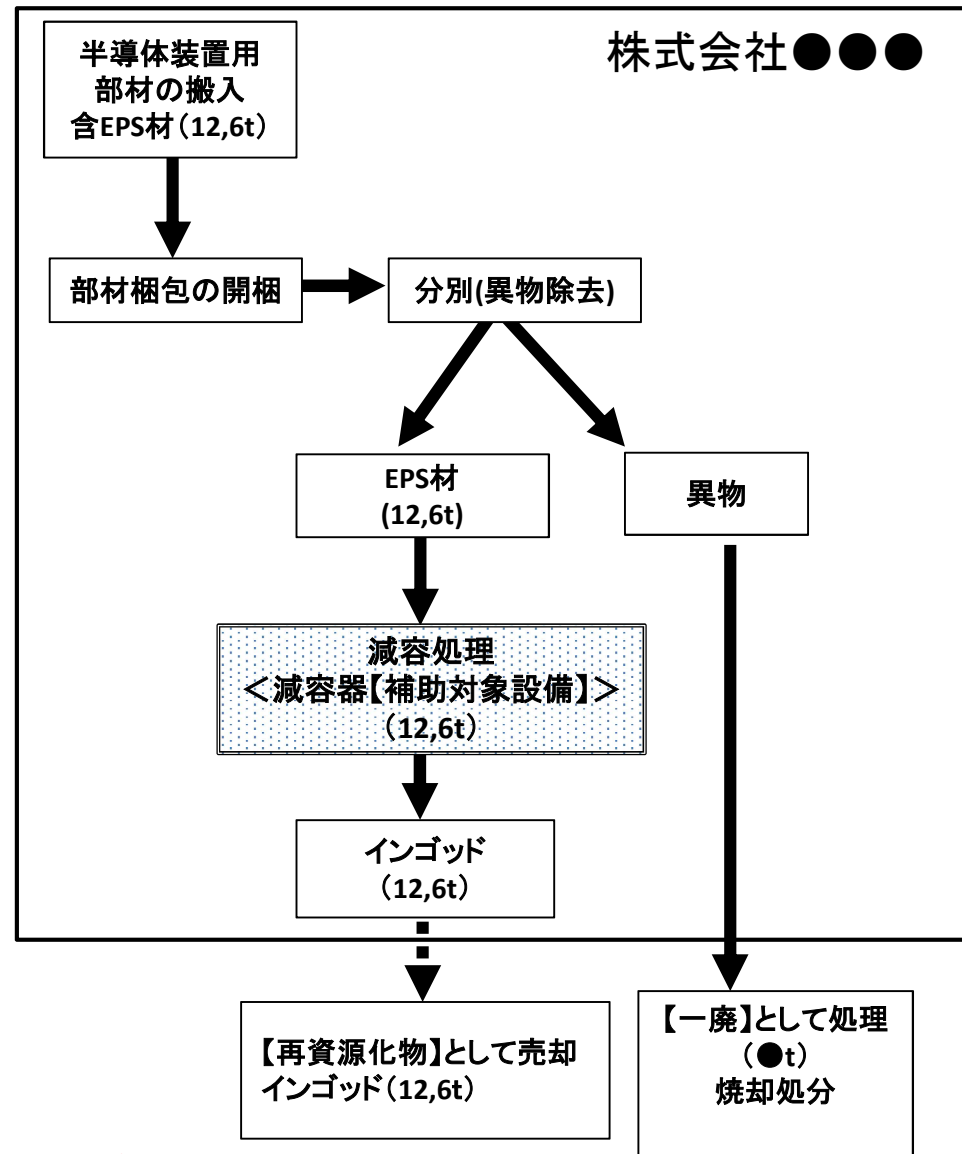 株式会社●●●
半導体装置用
部材の搬入
含EPS材（12,6t）
部材梱包の開梱
分別(異物除去)
EPS材
(12,6t)
異物
減容処理
＜減容器【補助対象設備】＞
（12,6t）
インゴッド
（12,6t）
【再資源化物】として売却
インゴッド（12,6t）
【一廃】として処理
（●t）
焼却処分